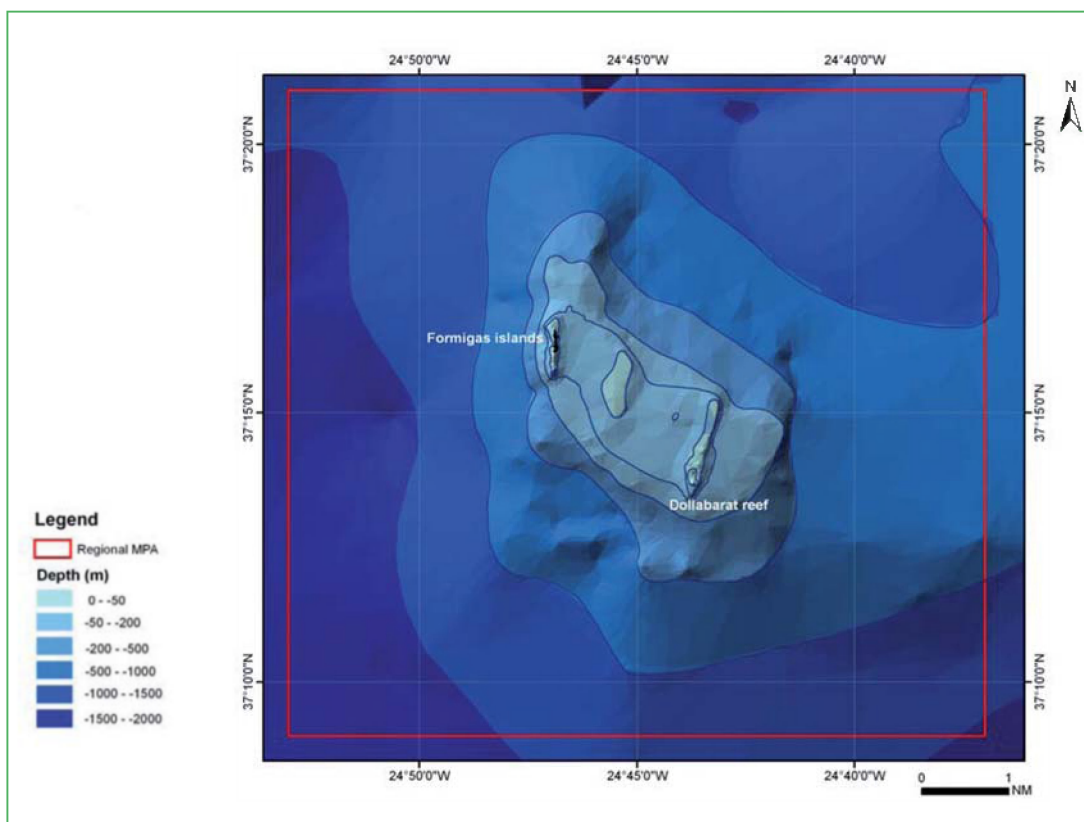 24°50'0"W 24°45'0"W 24°40'0"W
N
37°20'0"N 37°20'0"N
Formigas islands
37°15'0"N 37°15'0"N
Dollabarat reef
Legend
Regional MPA
Depth (m)
0 - -50
-50 - -200
-200 - -500
-500 - -1000
-1000 - -1500
-1500 - -2000
37°10'0"N 37°10'0"N
24°50'0"W 24°45'0"W 24°40'0"W
0 1
NM